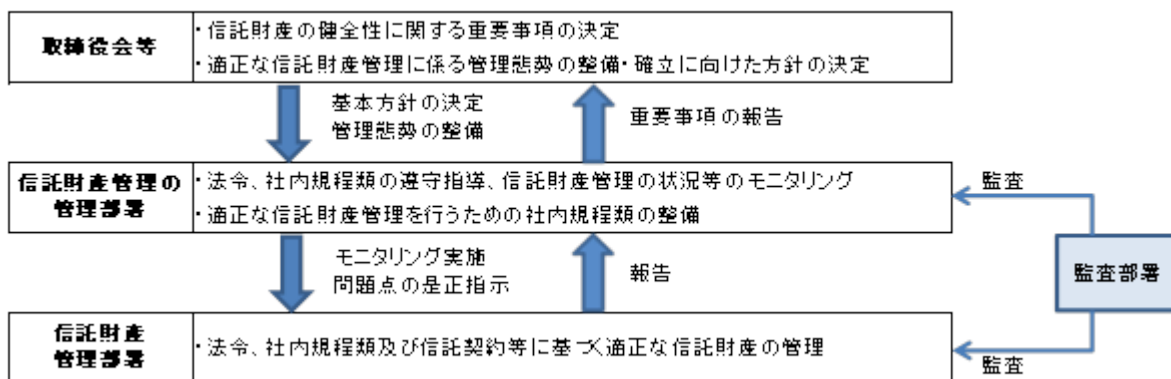 取締役会等
・信託財産の健全性に関する重要事項の決定
・適正な信託財産管理に係る管理態勢の整備・確立に向けた方針の決定
基本方針の決定
管理態勢の整備
重要事項の報告
信託財産管理の
管理部署
・法令、社内規程類の遵守指導、信託財産管理の状況等のモニタリング
・適正な信託財産管理を行うための社内規程類の整備
監査
モニタリング実施
問題点の是正指示
報告
監査部署
信託財産
管理部署
・法令、社内規程類及び信託契約等に基づく適正な信託財産の管理
監査